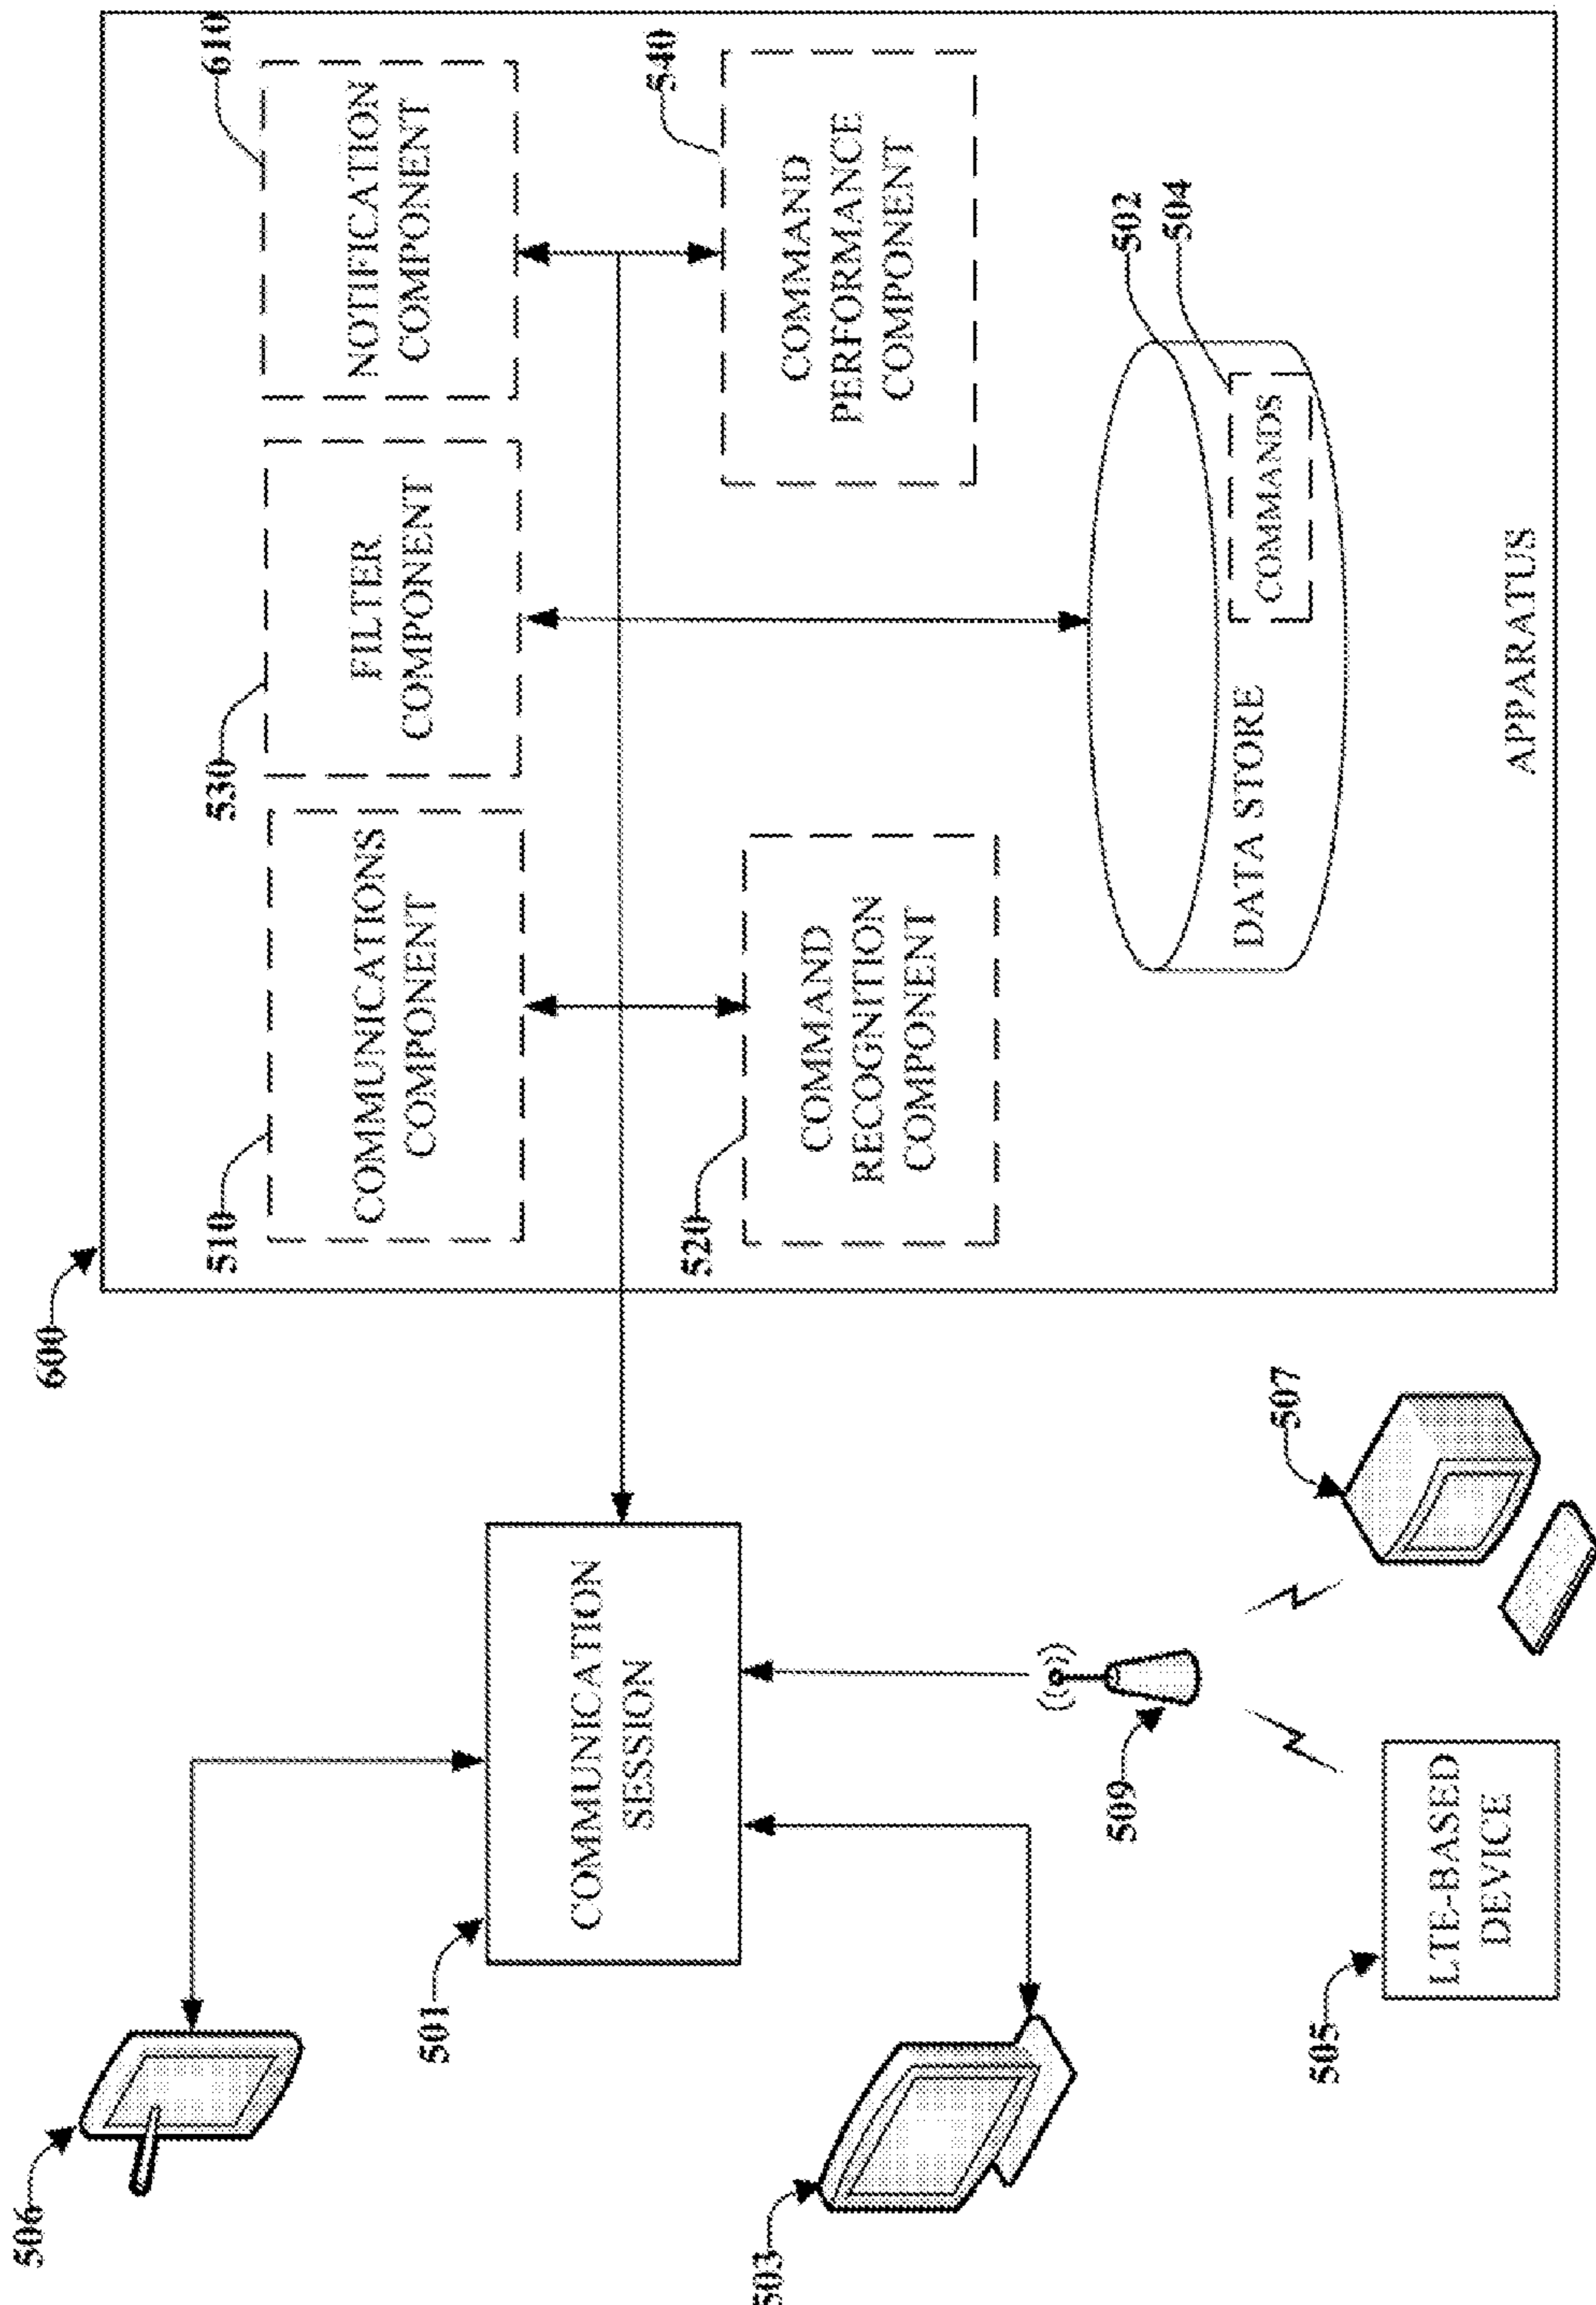 600
510
COMMUNICATIONS
COMPONENT
530
FILTER
COMPONENT
610
NOTIFICATION
COMPONENT
506
501
COMMUNICATION
SESSION
520
COMMAND
RECOGNITION
COMPONENT
540
COMMAND
PERFORMANCE
COMPONENT
503
509
507
505
LTE-BASED
DEVICE
502
504
DATA STORE
COMMANDS
APPARATUS